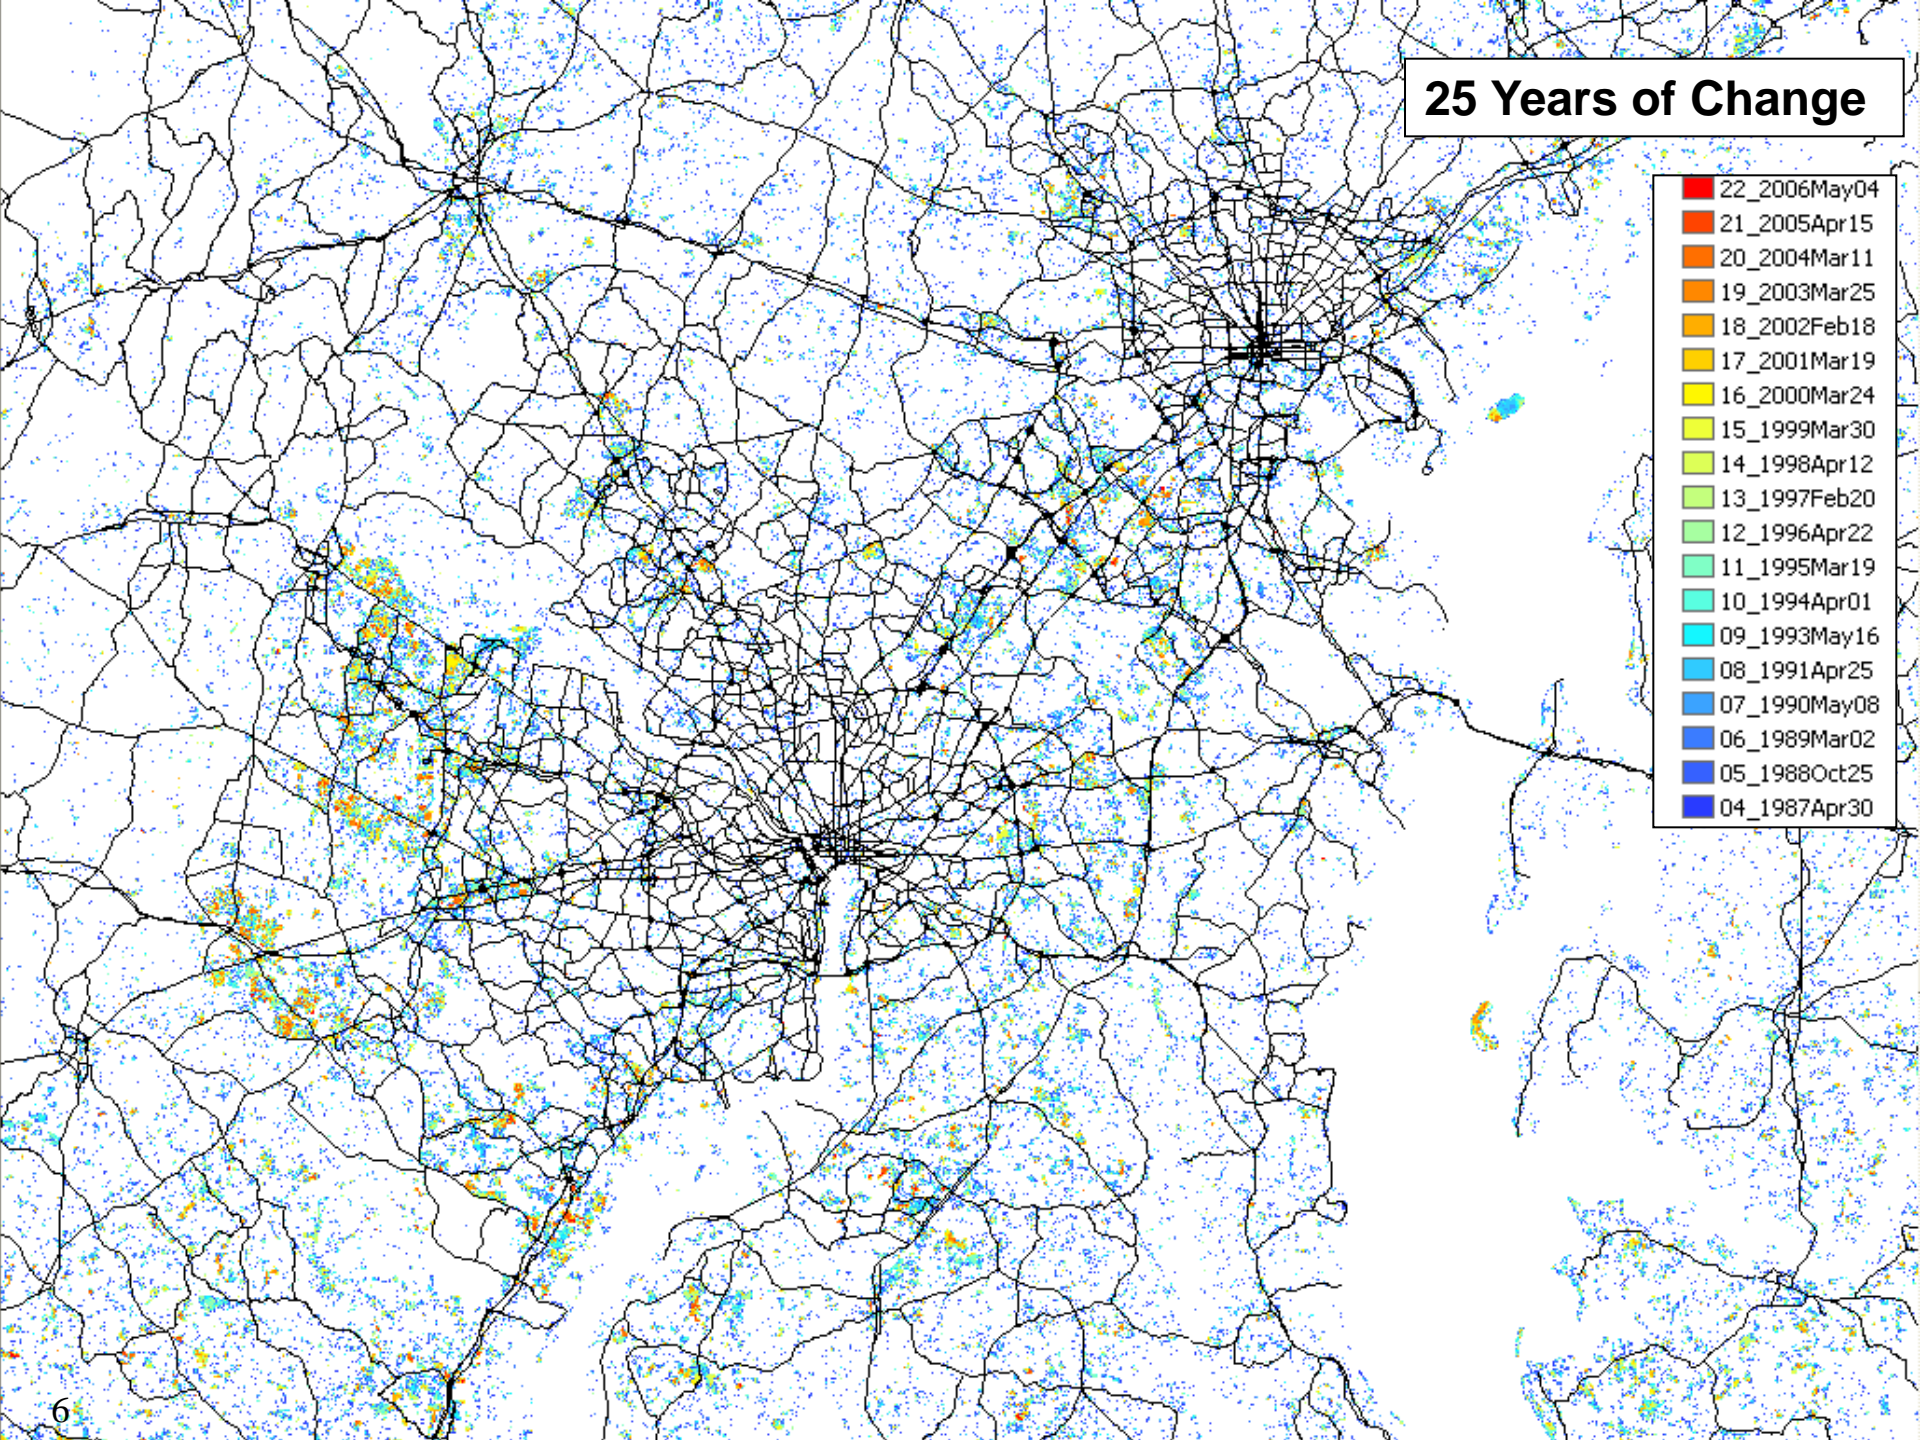 25 Years of Change
22_2006May04
21_2005Apr15
20_2004Mar11
19_2003Mar25
18_2002Feb18
17_2001Mar19
16_2000Mar24
15_1999Mar30
14_1998Apr12
13_1997Feb20
12_1996Apr22
11_1995Mar19
10_1994Apr01
09_1993May16
08_1991Apr25
07_1990May08
06_1989Mar02
05_1988Oct25
04_1987Apr30
6